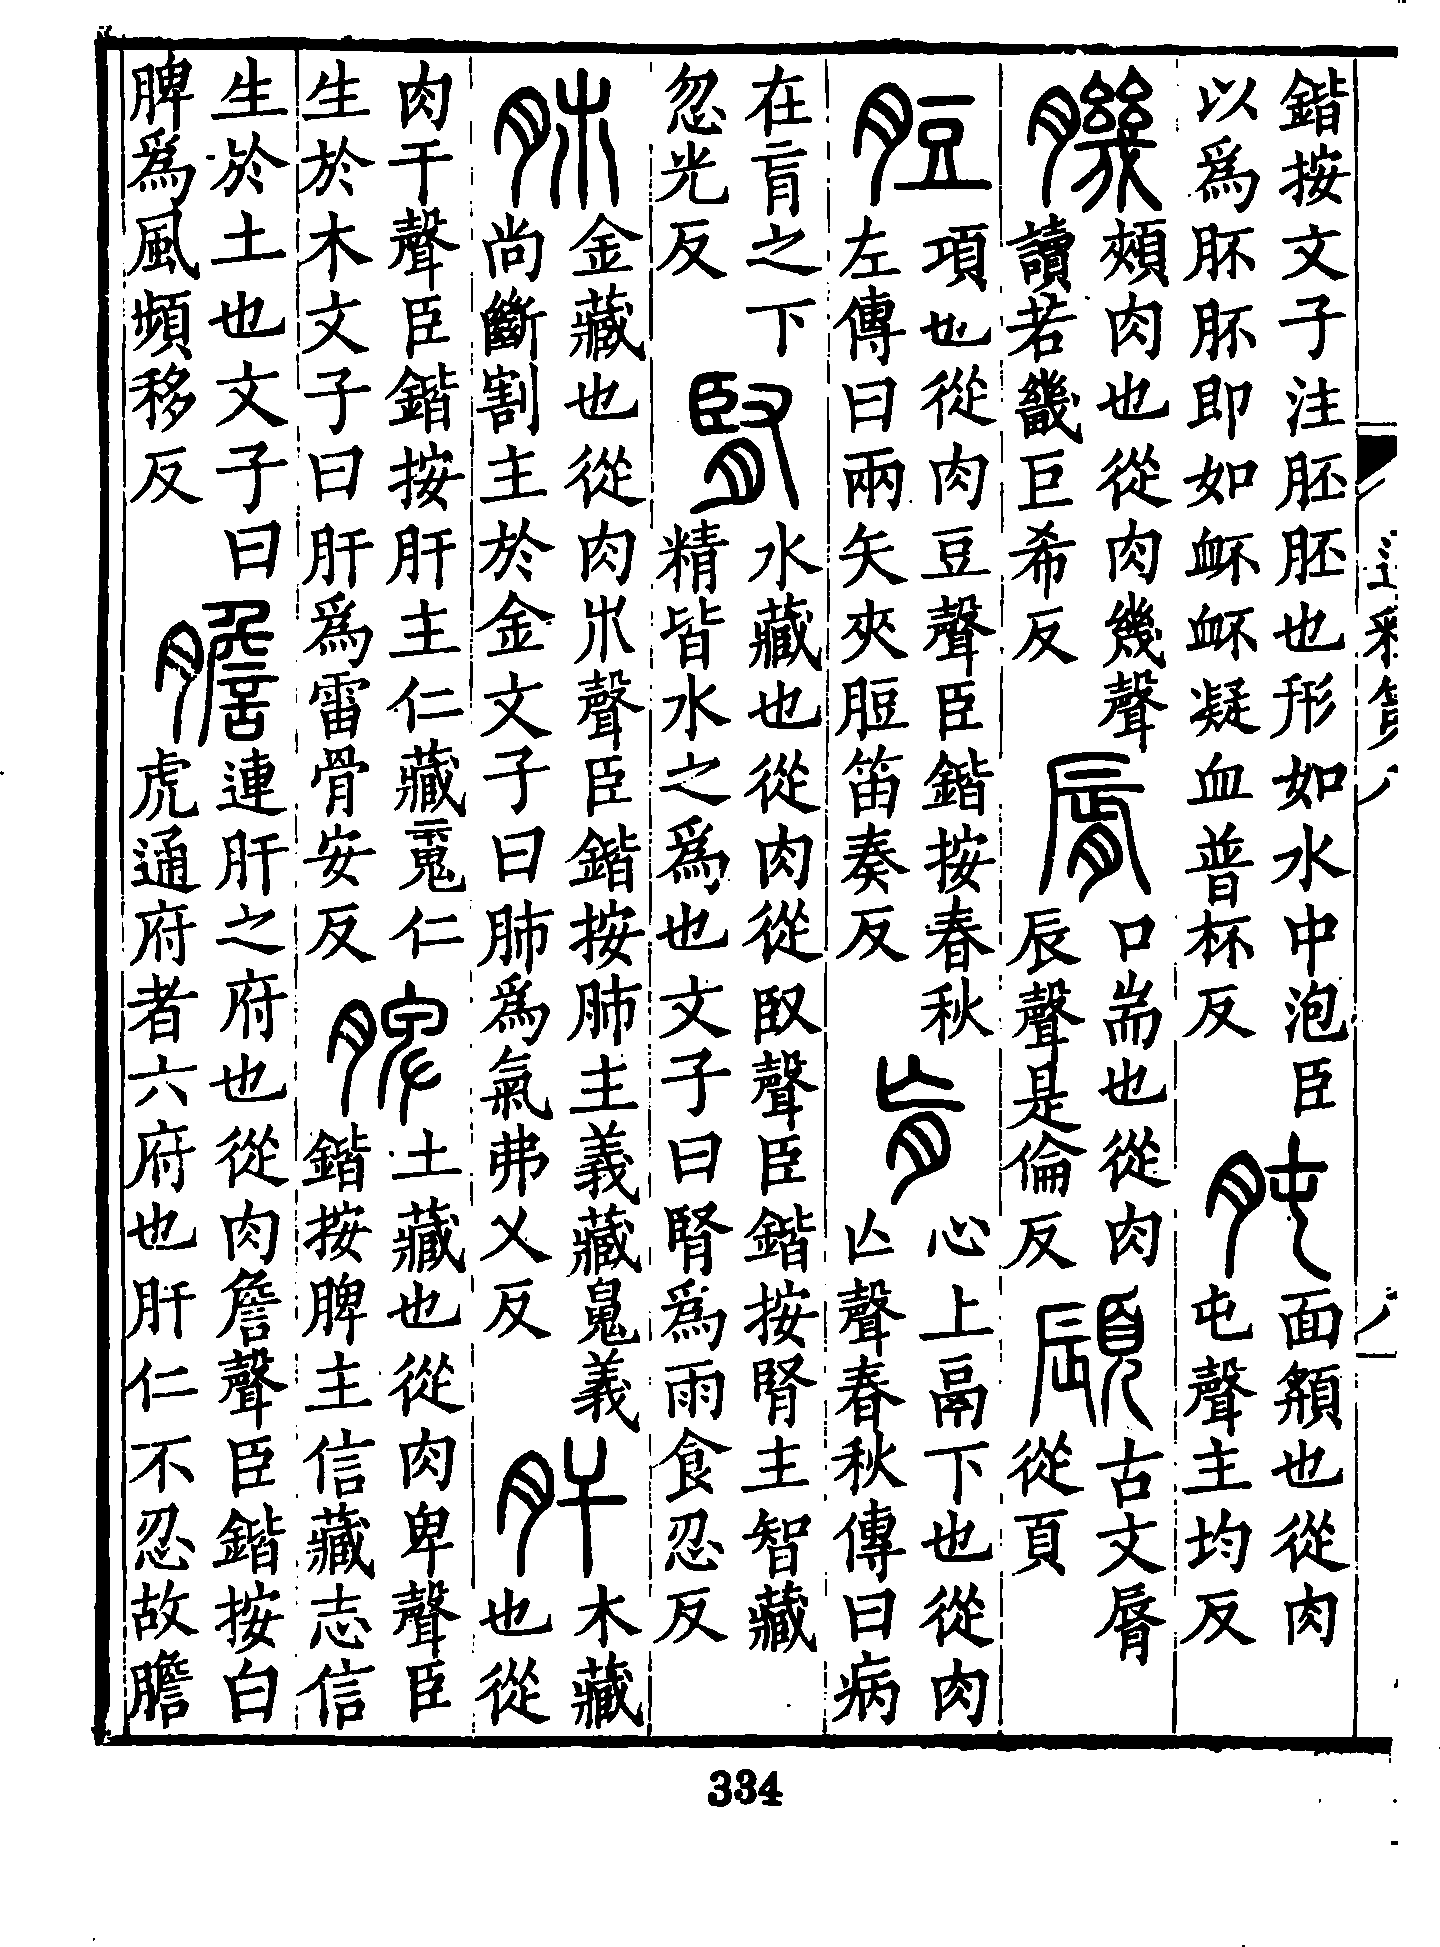 鍇按文子注胚胚也形如水中泡臣
以爲肧肧即如衃衃凝血普杯反
肫
面頯也從肉
屯聲主均反
𦠄
頰肉也從肉幾聲
讀若畿巨希反
脣
口耑也從肉
辰聲是倫反
顊
古文脣
從頁
脰
項也從肉豆聲臣鍇按春秋
左傳曰兩矢夾脰笛奏反
肓
心上鬲下也從肉
亾聲春秋傳曰病
在肓之下
忽光反
腎
水藏也從肉從臤聲臣鍇按腎主智藏
精皆水之爲也文子曰腎爲雨食忍反
肺
金藏也從肉巿聲臣鍇按肺主義藏鬽義
尚斷割主於金文子曰肺爲氣弗乂反
肝
木藏
也從
肉干聲臣鍇按肝主仁藏䰟仁
生於木文子曰肝爲雷骨安反
脾
土藏也從肉卑聲臣
鍇按脾主信藏志信
生於土也文子曰
脾爲風頻移反
膽
連肝之府也從肉詹聲臣鍇按白
虎通府者六府也肝仁不忍故膽
334